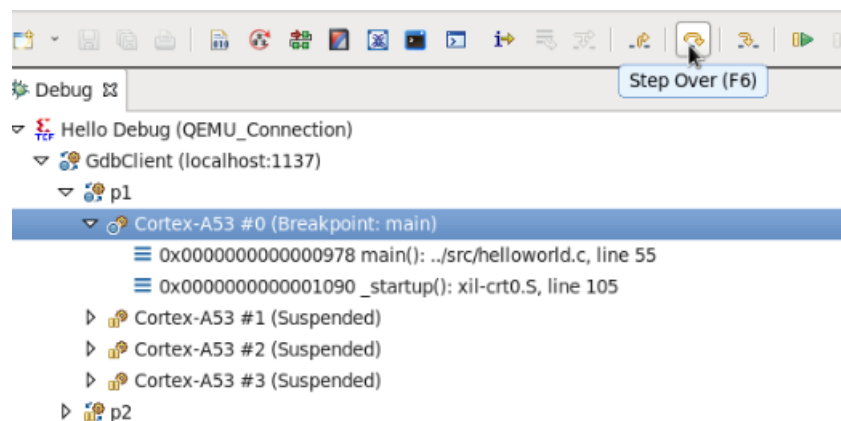 Step Over (F6)
Debug
TCF Hello Debug (QEMU_Connection)
GdbClient (localhost:1137)
p1
Cortex-A53 #0 (Breakpoint: main)
0x0000000000000978 main(): ../src/helloworld.c, line 55
0x0000000000001090 _startup(): xil-crt0.S, line 105
Cortex-A53 #1 (Suspended)
Cortex-A53 #2 (Suspended)
Cortex-A53 #3 (Suspended)
p2